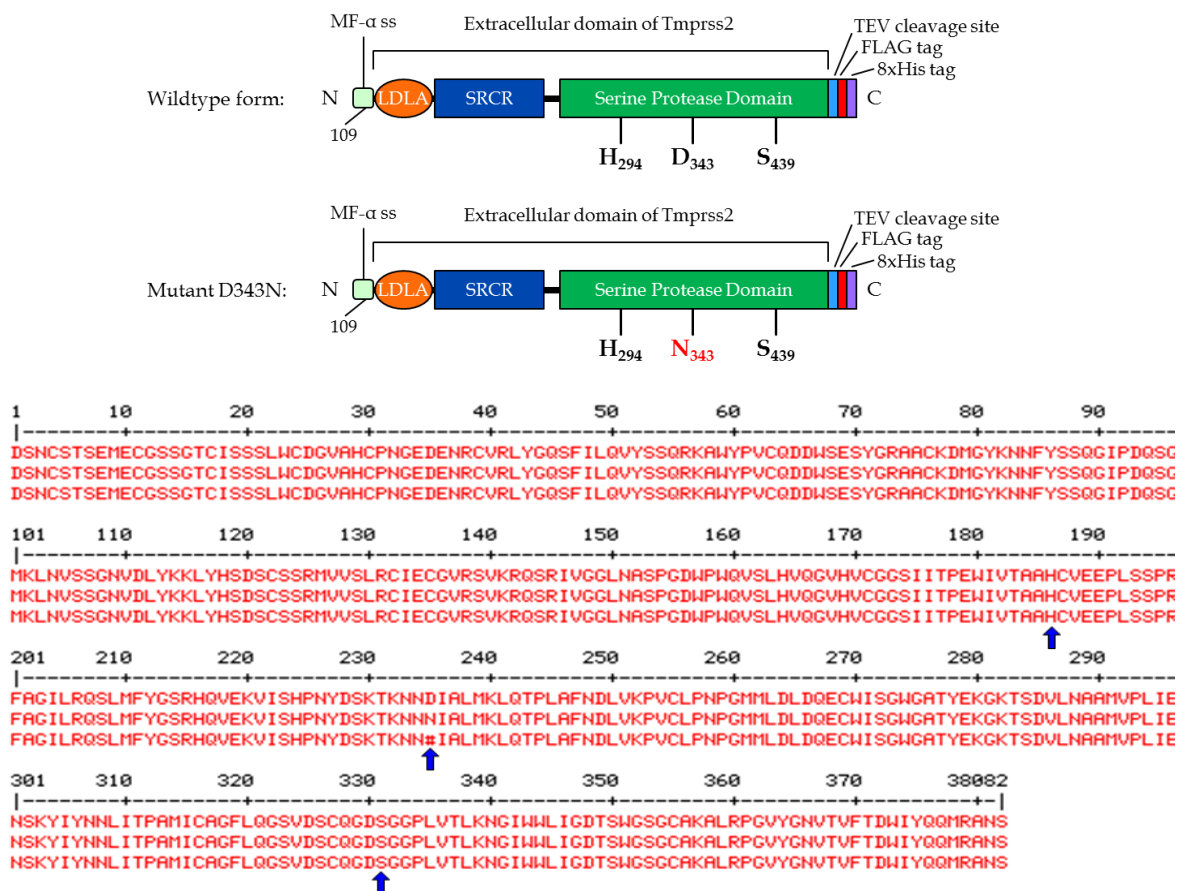 MF-α ss
Extracellular domain of Tmprss2
TEV cleavage site
FLAG tag
8xHis tag
Wildtype form: N LDLA SRCR Serine Protease Domain C
109
H294 D343 S439
MF-α ss
Extracellular domain of Tmprss2
TEV cleavage site
FLAG tag
8xHis tag
Mutant D343N: N LDLA SRCR Serine Protease Domain C
109
H294 N343 S439
1 10 20 30 40 50 60 70 80 90
|--------+---------+---------+---------+---------+---------+---------+---------+---------+------
DSNCSTSEMECGSSGTCISSSLWCDGVAHCPNGEDENRCVRLYGQSFILQVYSSQRKAWYPVCQDDWSESYGRAACKDMGYKNNFYSSQGIPDQSG
DSNCSTSEMECGSSGTCISSSLWCDGVAHCPNGEDENRCVRLYGQSFILQVYSSQRKAWYPVCQDDWSESYGRAACKDMGYKNNFYSSQGIPDQSG
DSNCSTSEMECGSSGTCISSSLWCDGVAHCPNGEDENRCVRLYGQSFILQVYSSQRKAWYPVCQDDWSESYGRAACKDMGYKNNFYSSQGIPDQSG
101 110 120 130 140 150 160 170 180 190
|--------+---------+---------+---------+---------+---------+---------+---------+---------+------
MKLNVSSGNVDLYKKLYHSDSCSSRMVVSLRCIECGVRSVKRQSRIVGGLNASPGDWPWQVSLHVQGVHVCGGSIITPEWIVTAAHCVEEPLSSPR
MKLNVSSGNVDLYKKLYHSDSCSSRMVVSLRCIECGVRSVKRQSRIVGGLNASPGDWPWQVSLHVQGVHVCGGSIITPEWIVTAAHCVEEPLSSPR
MKLNVSSGNVDLYKKLYHSDSCSSRMVVSLRCIECGVRSVKRQSRIVGGLNASPGDWPWQVSLHVQGVHVCGGSIITPEWIVTAAHCVEEPLSSPR
201 210 220 230 240 250 260 270 280 290
|--------+---------+---------+---------+---------+---------+---------+---------+---------+------
FAGILRQSLMFYGSRHQVEKVISHPNYDSKTKNNDIALMKLQTPLAFNDLVKPVCLPNPGMMLDLDQECWISGWGATYEKGKTSDVLNAAMVPLIE
FAGILRQSLMFYGSRHQVEKVISHPNYDSKTKNNNIALMKLQTPLAFNDLVKPVCLPNPGMMLDLDQECWISGWGATYEKGKTSDVLNAAMVPLIE
FAGILRQSLMFYGSRHQVEKVISHPNYDSKTKNN#IALMKLQTPLAFNDLVKPVCLPNPGMMLDLDQECWISGWGATYEKGKTSDVLNAAMVPLIE
301 310 320 330 340 350 360 370 38082
|--------+---------+---------+---------+---------+---------+---------+---------+-|
NSKYIYNNLITPAMICAGFLQGSVDSCQGDSGGPLVTLKNGIWWLIGDTSWGSGCAKALRPGVYGNVTVFTDWIYQQMRANS
NSKYIYNNLITPAMICAGFLQGSVDSCQGDSGGPLVTLKNGIWWLIGDTSWGSGCAKALRPGVYGNVTVFTDWIYQQMRANS
NSKYIYNNLITPAMICAGFLQGSVDSCQGDSGGPLVTLKNGIWWLIGDTSWGSGCAKALRPGVYGNVTVFTDWIYQQMRANS